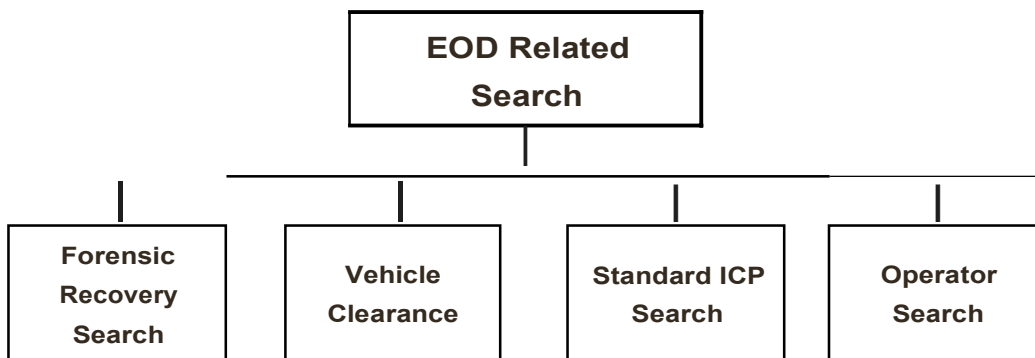 EOD Related
Search
Forensic
Recovery
Search
Vehicle
Clearance
Standard ICP
Search
Operator
Search